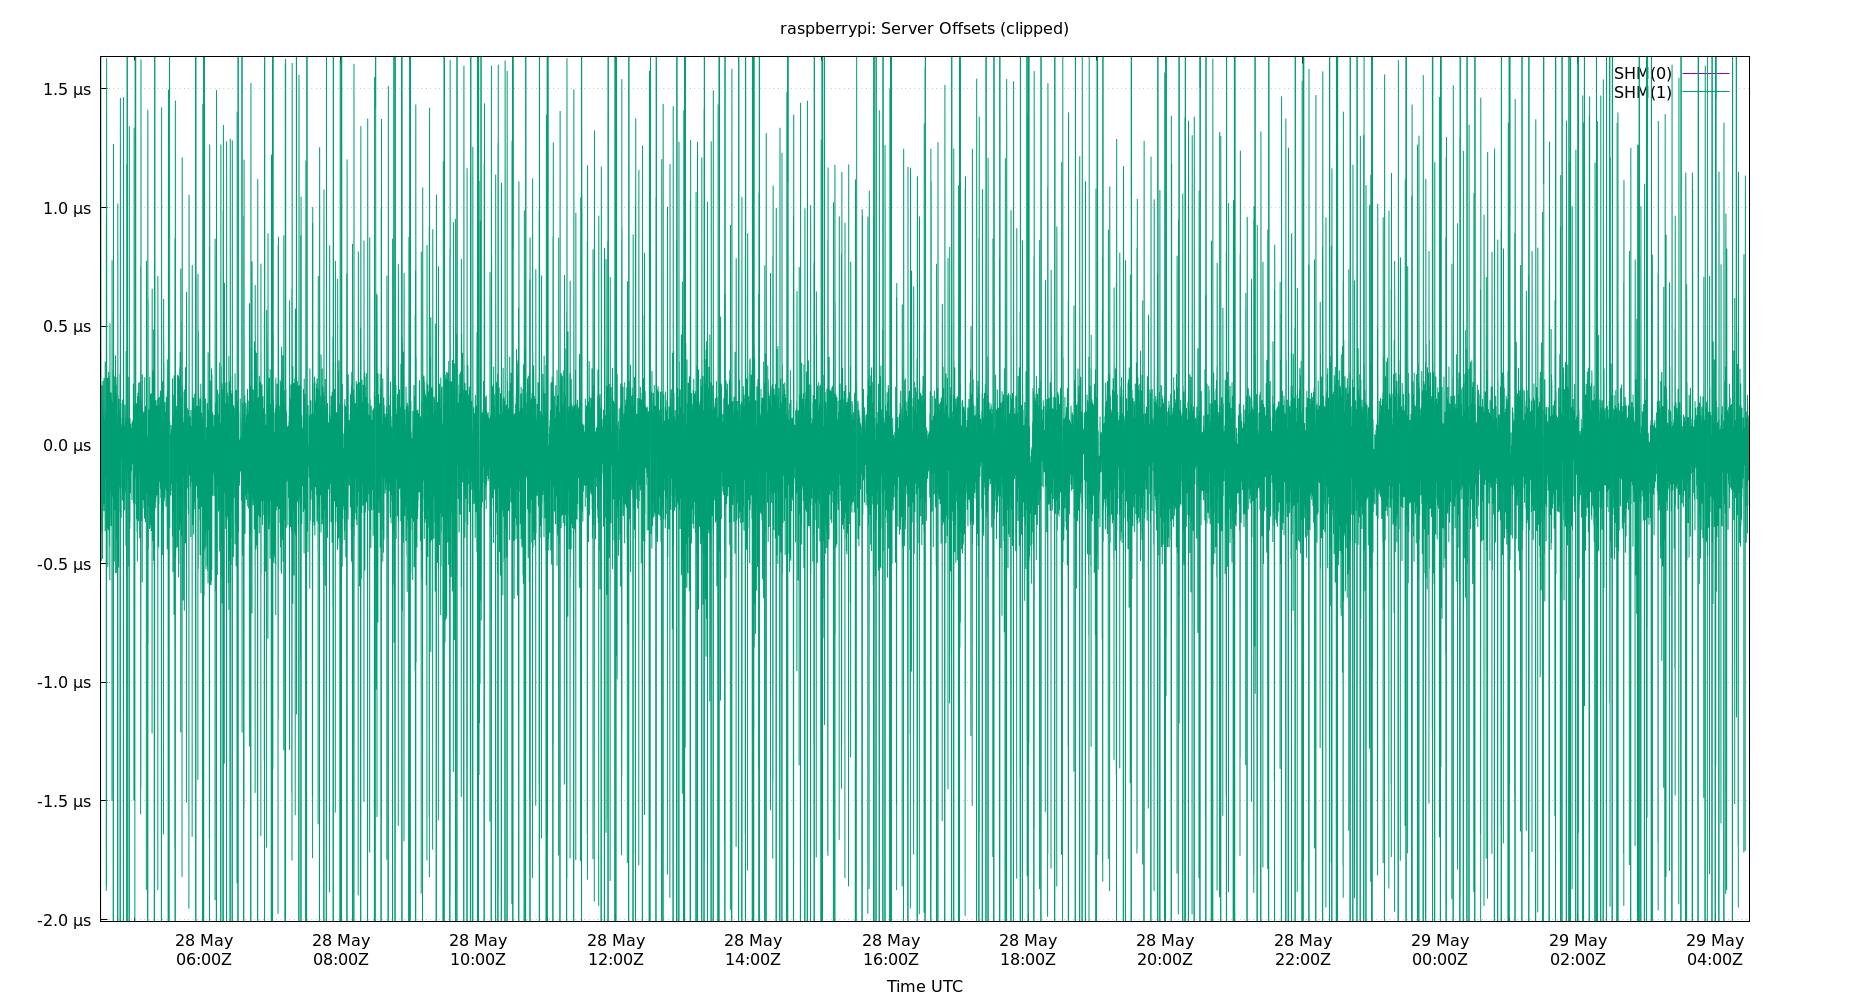 raspberrypi: Server Offsets (clipped)
SHM(0)
SHM(1)
1.5 µs
1.0 µs
0.5 µs
0.0 µs
-0.5 µs
-1.0 µs
-1.5 µs
-2.0 µs
28 May 28 May 28 May 28 May 28 May 28 May 28 May 28 May 28 May 29 May 29 May 29 May
06:00Z 08:00Z 10:00Z 12:00Z 14:00Z 16:00Z 18:00Z 20:00Z 22:00Z 00:00Z 02:00Z 04:00Z
Time UTC